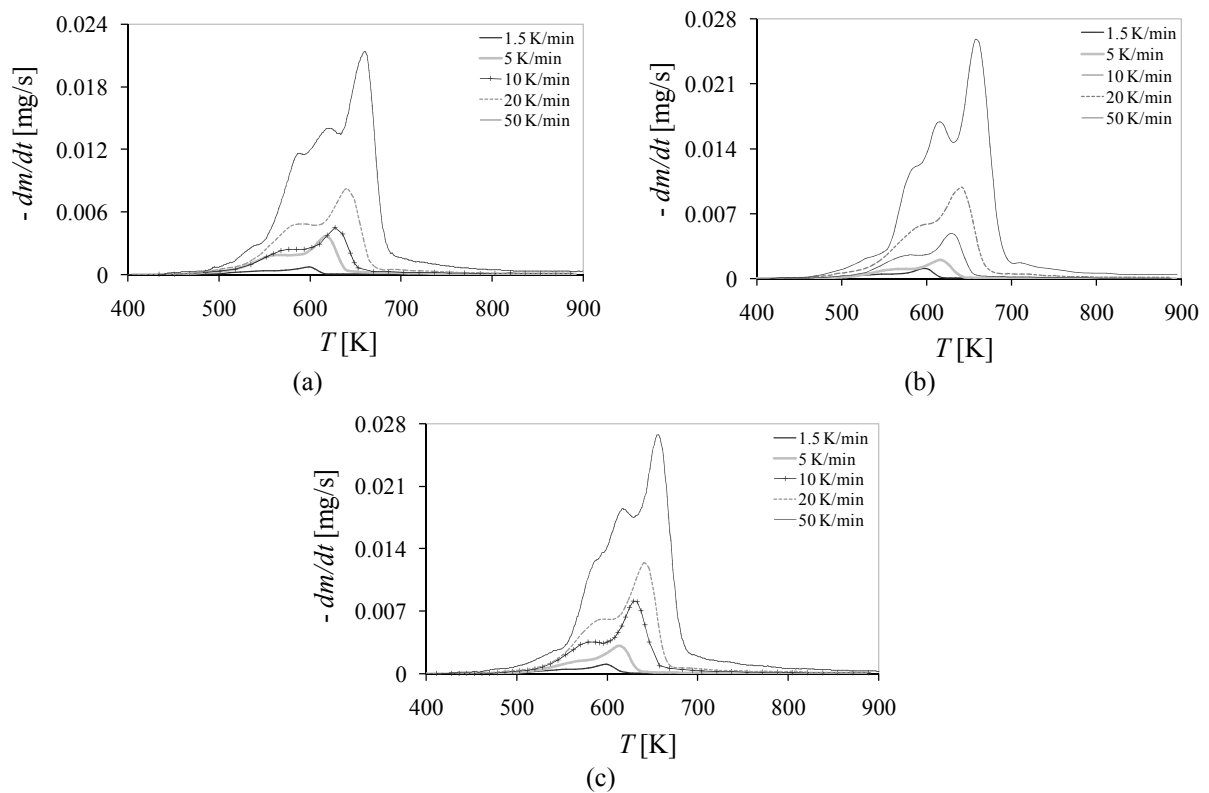 0.024
0.018
0.012
0.006
0
- dm/dt [mg/s]
1.5 K/min
5 K/min
10 K/min
20 K/min
50 K/min
400 500 600 700 800 900
T [K]
(a)
0.028
0.021
0.014
0.007
0
- dm/dt [mg/s]
1.5 K/min
5 K/min
10 K/min
20 K/min
50 K/min
400 500 600 700 800 900
T [K]
(b)
0.028
0.021
0.014
0.007
0
- dm/dt [mg/s]
1.5 K/min
5 K/min
10 K/min
20 K/min
50 K/min
400 500 600 700 800 900
T [K]
(c)